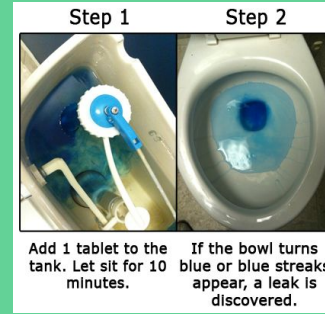 Step 1
Step 2
Add 1 tablet to the
tank. Let sit for 10
minutes.
If the bowl turns
blue or blue streaks
appear, a leak is
discovered.